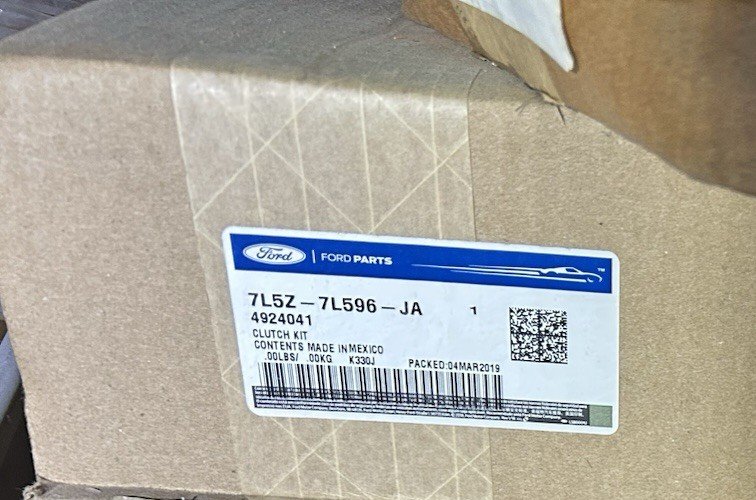 Ford | FORD PARTS
™
7L5Z-7L596-JA 1
4924041
CLUTCH KIT
CONTENTS MADE IN MEXICO
.00LBS/ .00KG K330J PACKED:04MAR2019